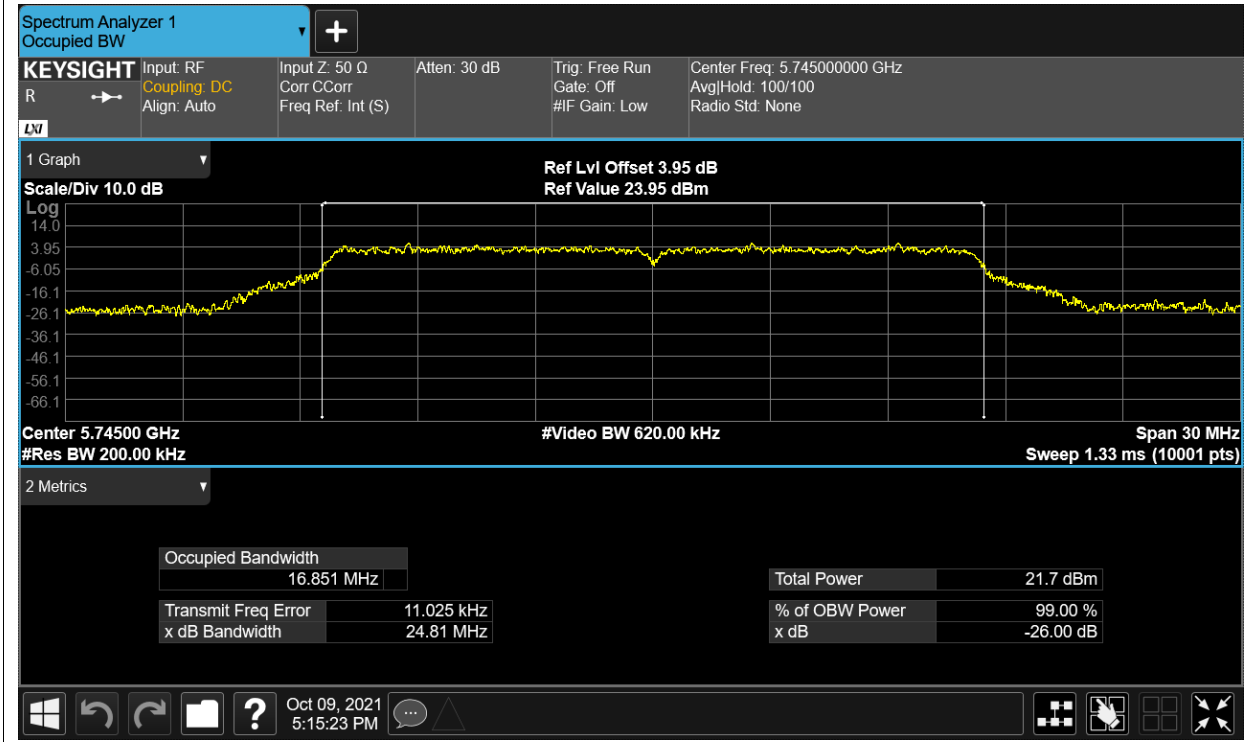 Spectrum Analyzer 1
Occupied BW
KEYSIGHT
R
LXI
Input: RF
Coupling: DC
Align: Auto
Input Z: 50 Ω
Corr CCorr
Freq Ref: Int (S)
Atten: 30 dB
Trig: Free Run
Gate: Off
#IF Gain: Low
Center Freq: 5.745000000 GHz
Avg|Hold: 100/100
Radio Std: None
1 Graph
Scale/Div 10.0 dB
Ref Lvl Offset 3.95 dB
Ref Value 23.95 dBm
Log
14.0
3.95
-6.05
-16.1
-26.1
-36.1
-46.1
-56.1
-66.1
Center 5.74500 GHz
#Res BW 200.00 kHz
#Video BW 620.00 kHz
Span 30 MHz
Sweep 1.33 ms (10001 pts)
2 Metrics
Occupied Bandwidth
16.851 MHz
Transmit Freq Error 11.025 kHz
x dB Bandwidth 24.81 MHz
Total Power 21.7 dBm
% of OBW Power 99.00 %
x dB -26.00 dB
?
Oct 09, 2021
5:15:23 PM